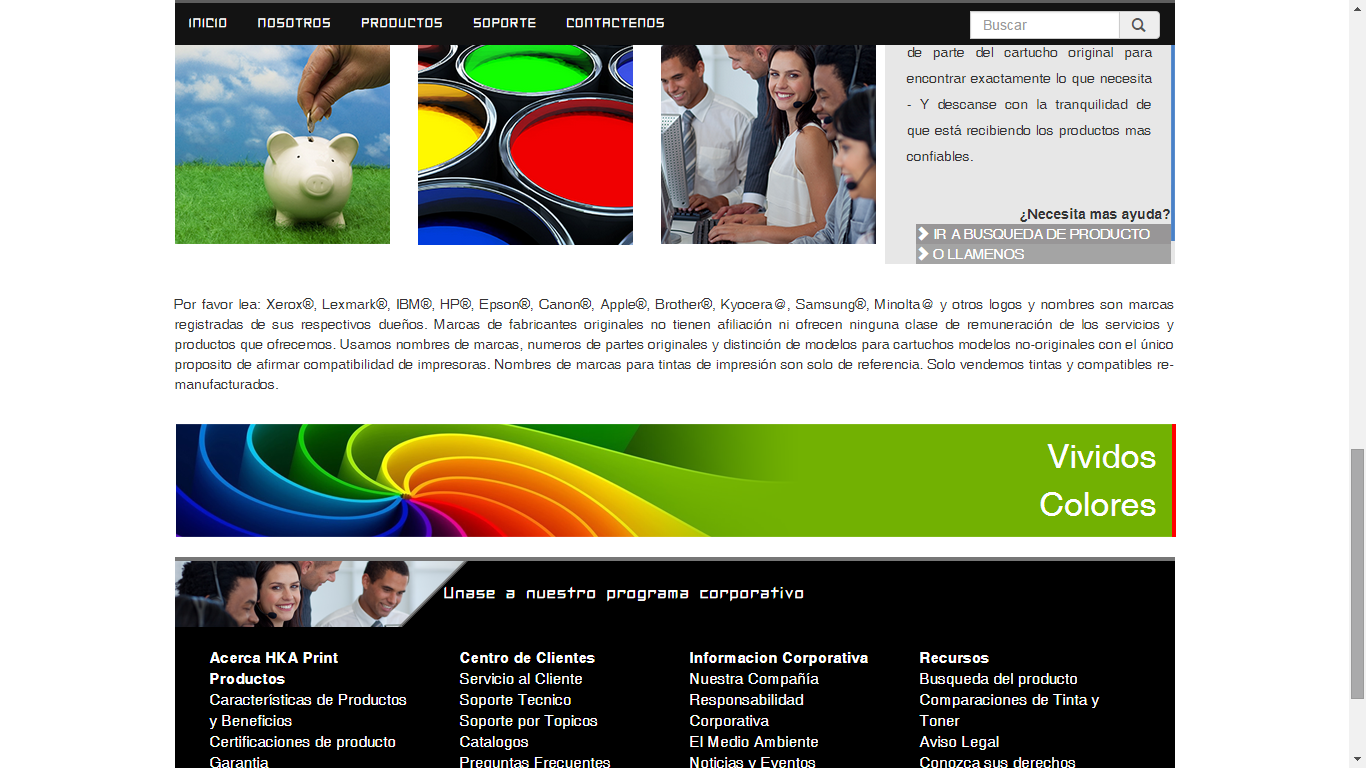 INICIO NOSOTROS PRODUCTOS SOPORTE CONTACTENOS Buscar
de parte del cartucho original para
encontrar exactamente lo que necesita
- Y descanse con la tranquilidad de
que está recibiendo los productos mas
confiables.
¿Necesita mas ayuda?
IR A BUSQUEDA DE PRODUCTO
O LLAMENOS
Por favor lea: Xerox®, Lexmark®, IBM®, HP®, Epson®, Canon®, Apple®, Brother®, Kyocera@, Samsung®, Minolta@ y otros logos y nombres son marcas
registradas de sus respectivos dueños. Marcas de fabricantes originales no tienen afiliación ni ofrecen ninguna clase de remuneración de los servicios y
productos que ofrecemos. Usamos nombres de marcas, numeros de partes originales y distinción de modelos para cartuchos modelos no-originales con el único
proposito de afirmar compatibilidad de impresoras. Nombres de marcas para tintas de impresión son solo de referencia. Solo vendemos tintas y compatibles re-
manufacturados.
Vividos
Colores
Unase a nuestro programa corporativo
Acerca HKA Print
Productos
Características de Productos
y Beneficios
Certificaciones de producto
Garantia
Centro de Clientes
Servicio al Cliente
Soporte Tecnico
Soporte por Topicos
Catalogos
Preguntas Frecuentes
Informacion Corporativa
Nuestra Compañía
Responsabilidad
Corporativa
El Medio Ambiente
Noticias y Eventos
Recursos
Busqueda del producto
Comparaciones de Tinta y
Toner
Aviso Legal
Conozca sus derechos